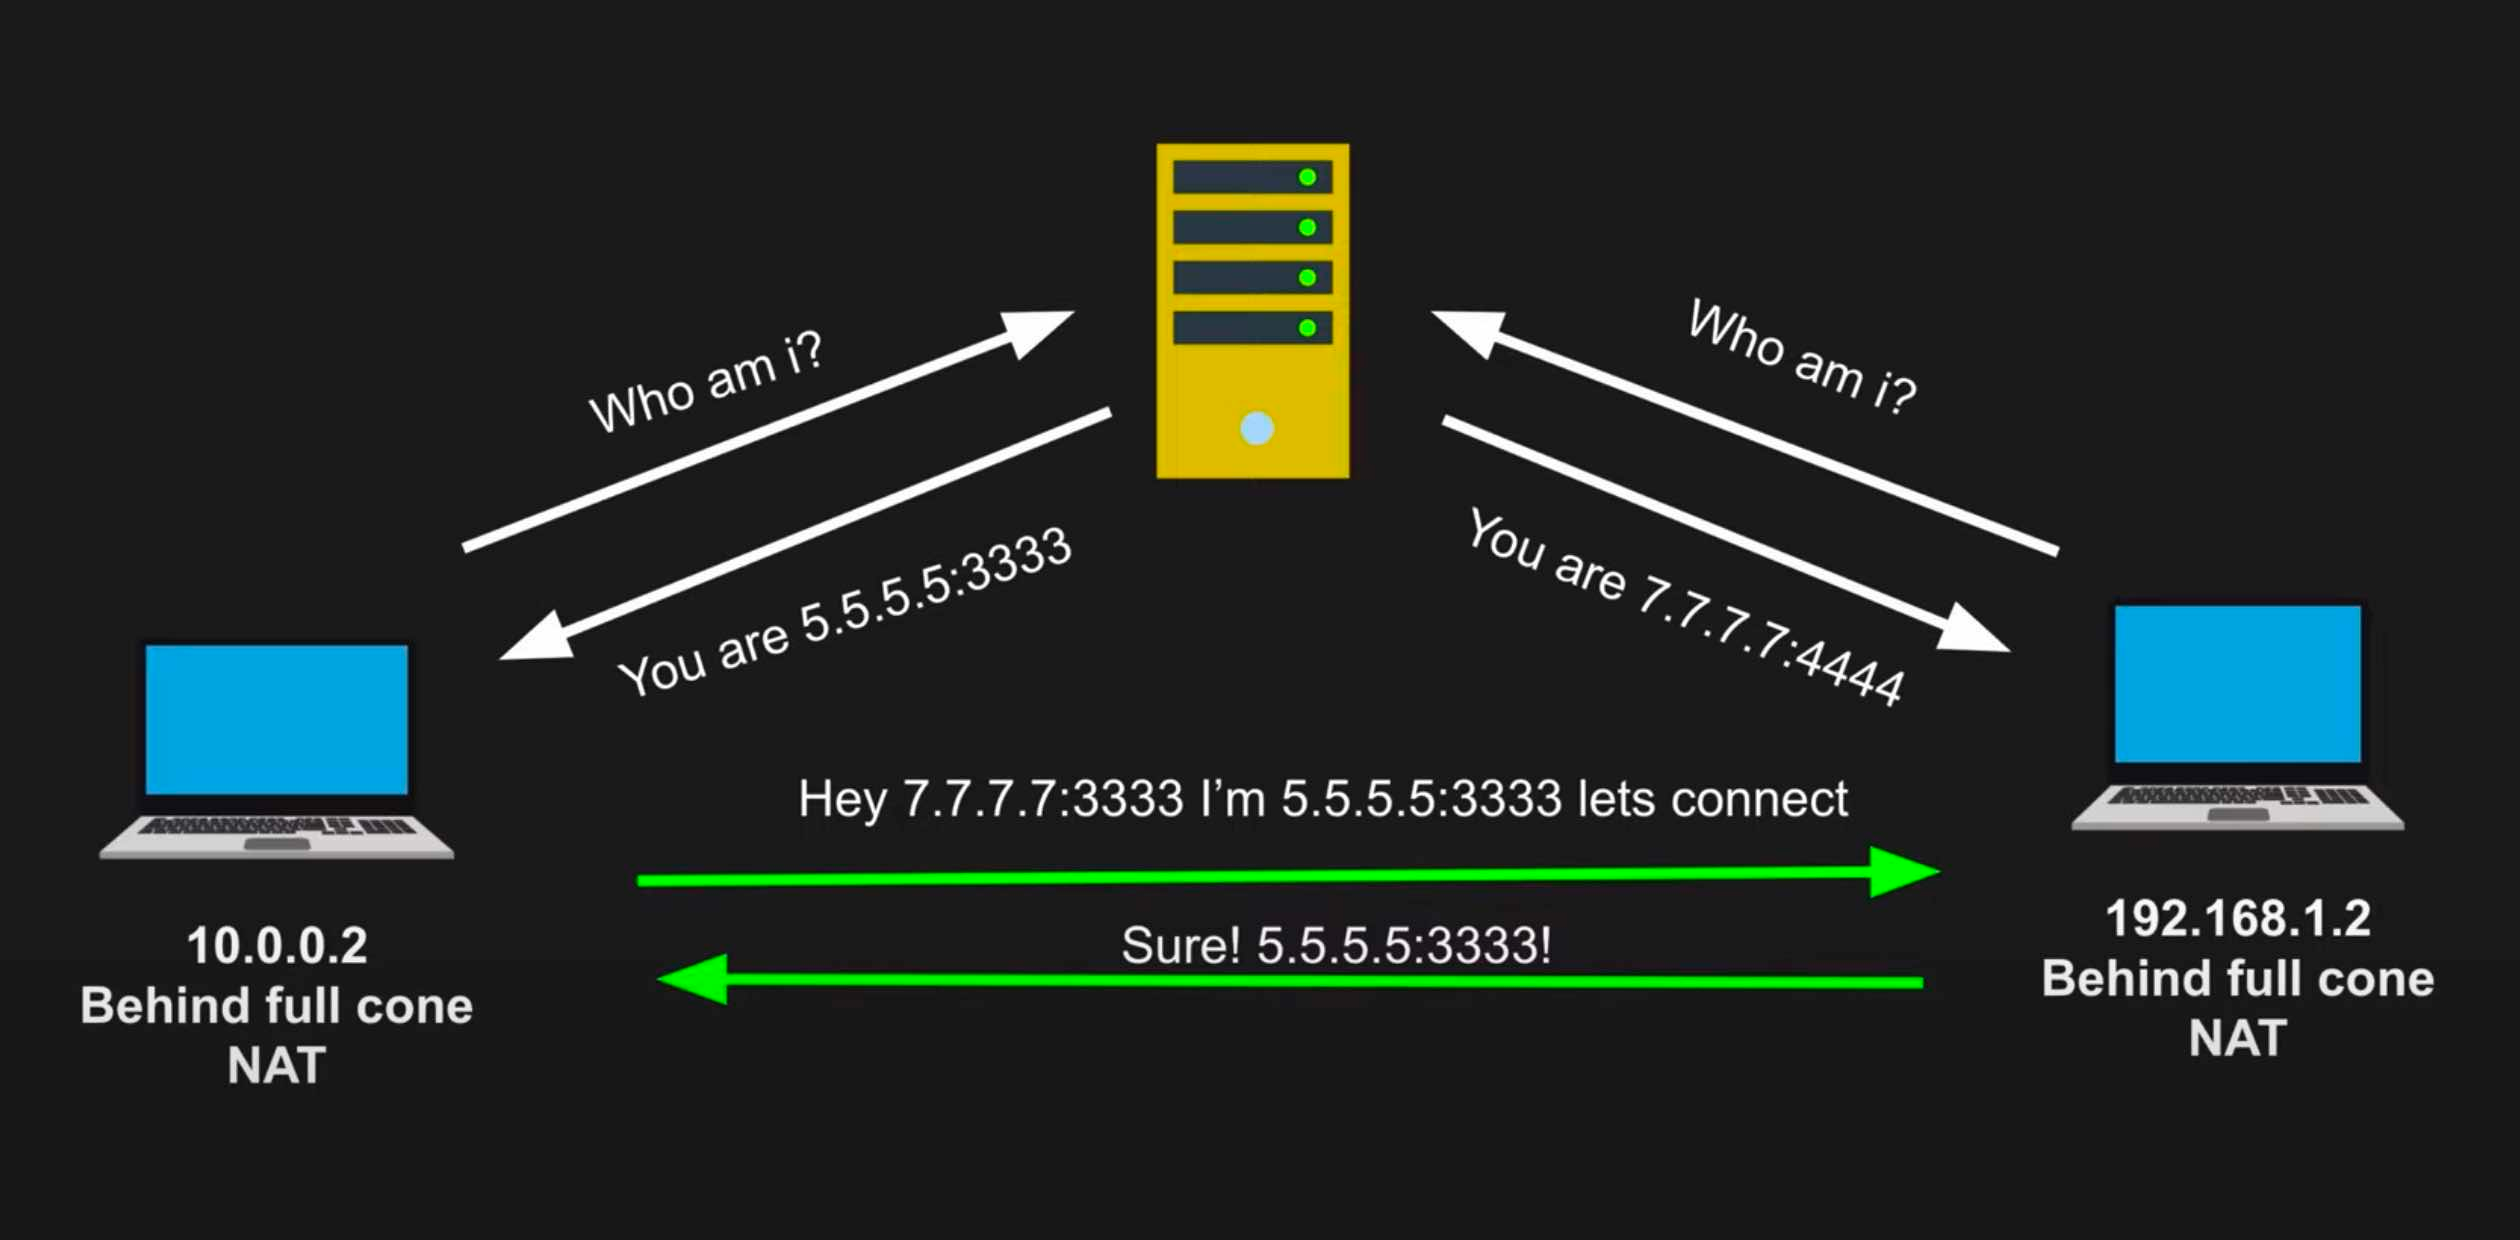 Who am i?
Who am i?
You are 5.5.5.5:3333
You are 7.7.7.7:4444
Hey 7.7.7.7:3333 I’m 5.5.5.5:3333 lets connect
Sure! 5.5.5.5:3333!
10.0.0.2
Behind full cone
NAT
192.168.1.2
Behind full cone
NAT